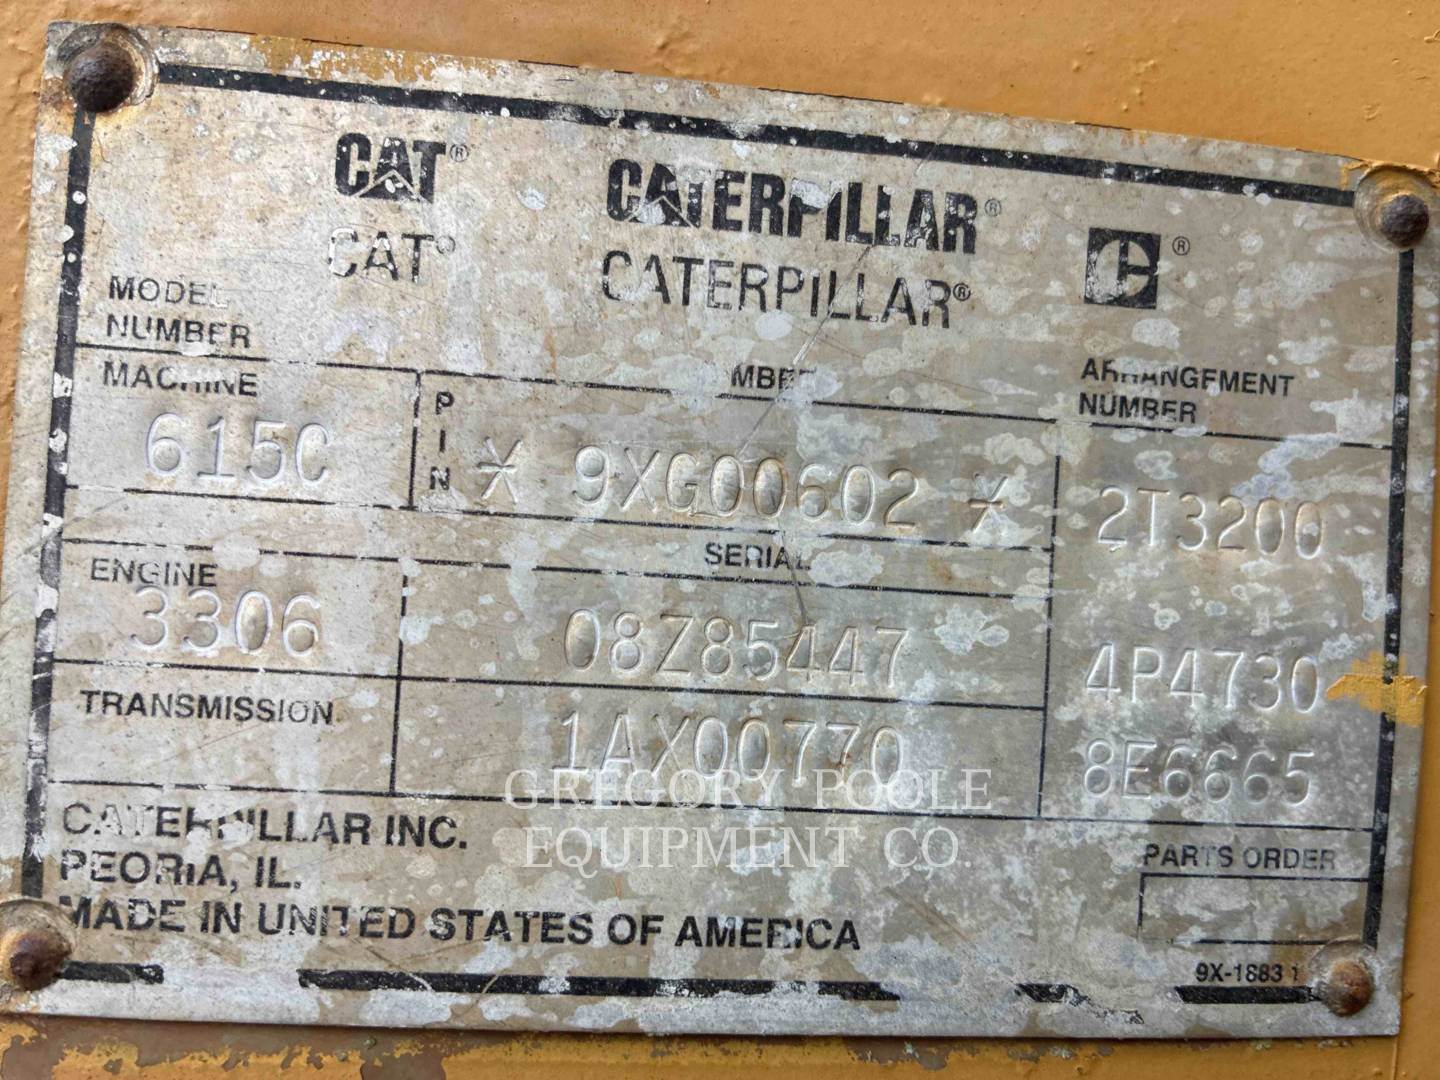 CAT® CATERPILLAR® ®
CAT® CATERPILLAR®
MODEL
NUMBER
ARRANGEMENT
NUMBER
MACHINE
615C
PIN
* 9XG00602 *
2T3200
SERIAL
ENGINE
3306
08Z85447
4P4730
TRANSMISSION
1AX00770
8E6665
GREGORY POOLE
EQUIPMENT CO.
CATERPILLAR INC.
PEORIA, IL.
MADE IN UNITED STATES OF AMERICA
PARTS ORDER
9X-1883 1